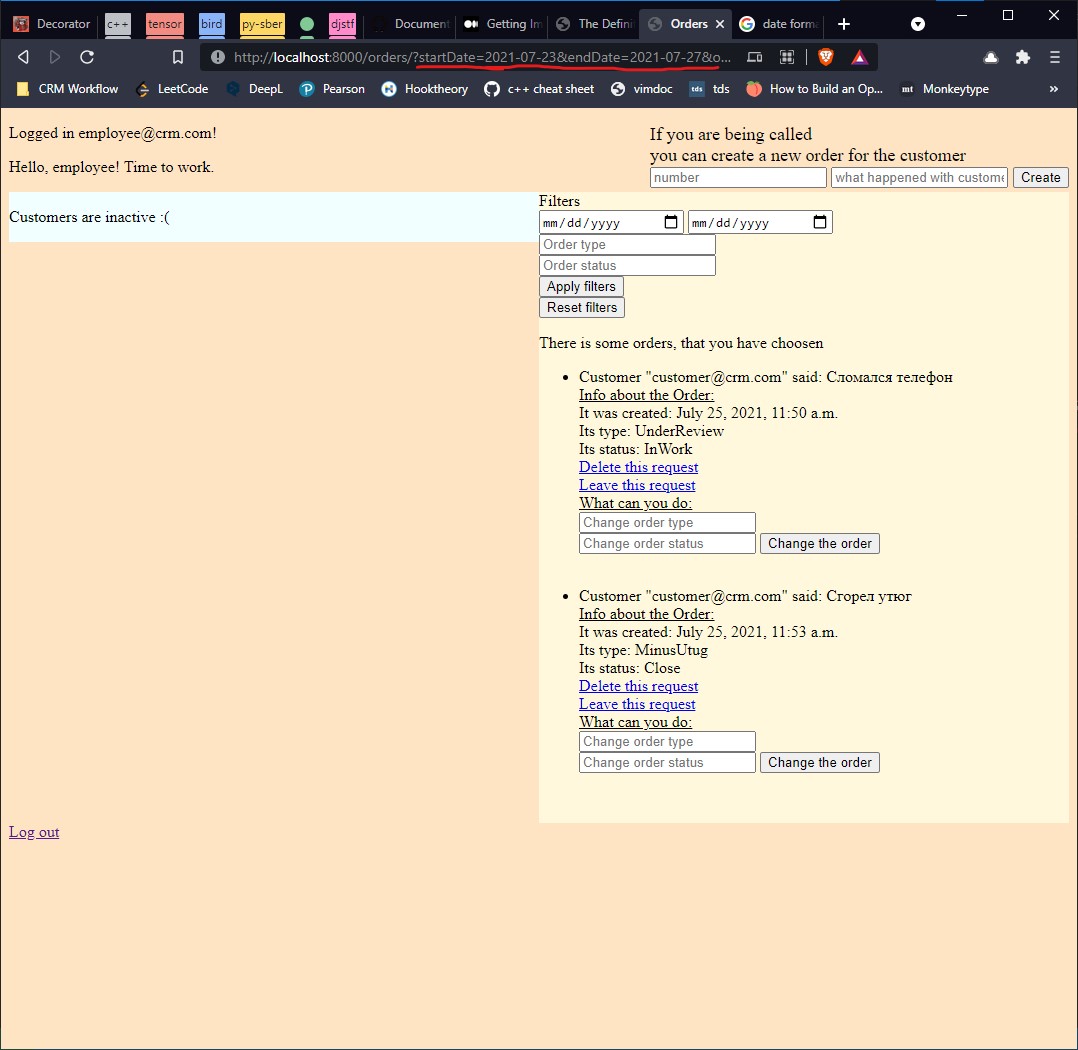 Decorator
c++
tensor
bird
py-sber
djstf
Document
Getting Im
The Defini
Orders
date forma
http://localhost:8000/orders/?startDate=2021-07-23&endDate=2021-07-27&o...
CRM Workflow
LeetCode
DeepL
Pearson
Hooktheory
c++ cheat sheet
vimdoc
tds tds
How to Build an Op...
mt Monkeytype
»
Logged in employee@crm.com!
Hello, employee! Time to work.
If you are being called
you can create a new order for the customer
number what happened with custome Create
Customers are inactive :(
Filters
mm/dd/yyyy mm/dd/yyyy
Order type
Order status
Apply filters
Reset filters
There is some orders, that you have choosen
• Customer "customer@crm.com" said: Сломался телефон
Info about the Order:
It was created: July 25, 2021, 11:50 a.m.
Its type: UnderReview
Its status: InWork
Delete this request
Leave this request
What can you do:
Change order type
Change order status Change the order
• Customer "customer@crm.com" said: Сгорел утюг
Info about the Order:
It was created: July 25, 2021, 11:53 a.m.
Its type: MinusUtug
Its status: Close
Delete this request
Leave this request
What can you do:
Change order type
Change order status Change the order
Log out